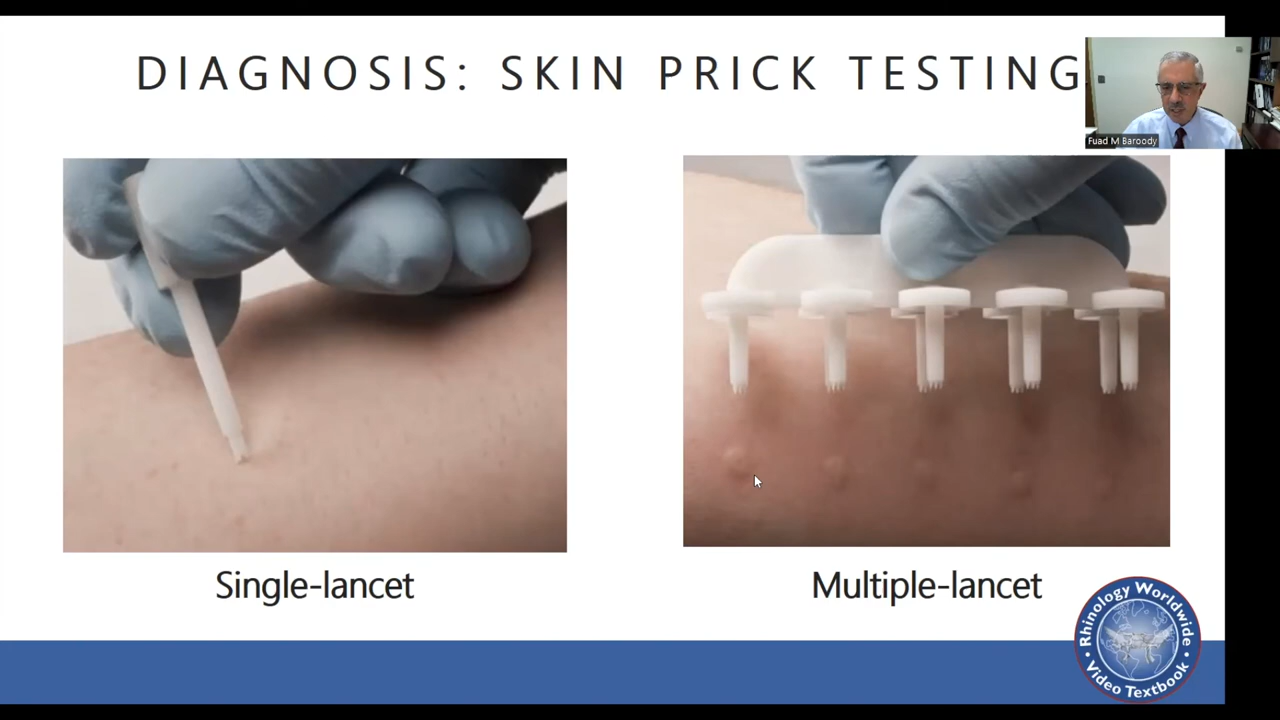 DIAGNOSIS: SKIN PRICK TESTING
Fuad M Baroody
Single-lancet
Multiple-lancet
Rhinology Worldwide
Video Textbook